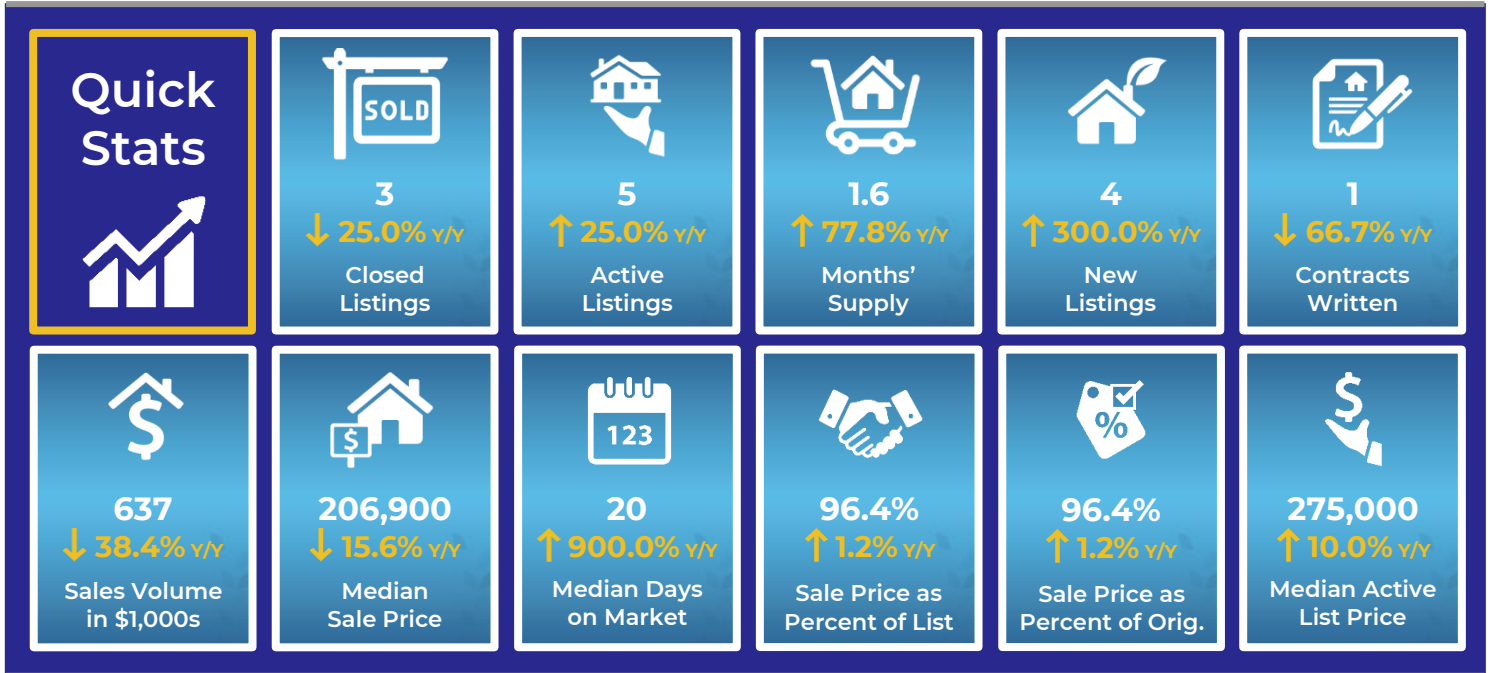 Quick
Stats
SOLD
3
↓ 25.0% Y/Y
Closed
Listings
5
↑ 25.0% Y/Y
Active
Listings
1.6
↑ 77.8% Y/Y
Months’
Supply
4
↑ 300.0% Y/Y
New
Listings
1
↓ 66.7% Y/Y
Contracts
Written
$
637
↓ 38.4% Y/Y
Sales Volume
in $1,000s
$
206,900
↓ 15.6% Y/Y
Median
Sale Price
123
20
↑ 900.0% Y/Y
Median Days
on Market
96.4%
↑ 1.2% Y/Y
Sale Price as
Percent of List
%
96.4%
↑ 1.2% Y/Y
Sale Price as
Percent of Orig.
$
275,000
↑ 10.0% Y/Y
Median Active
List Price